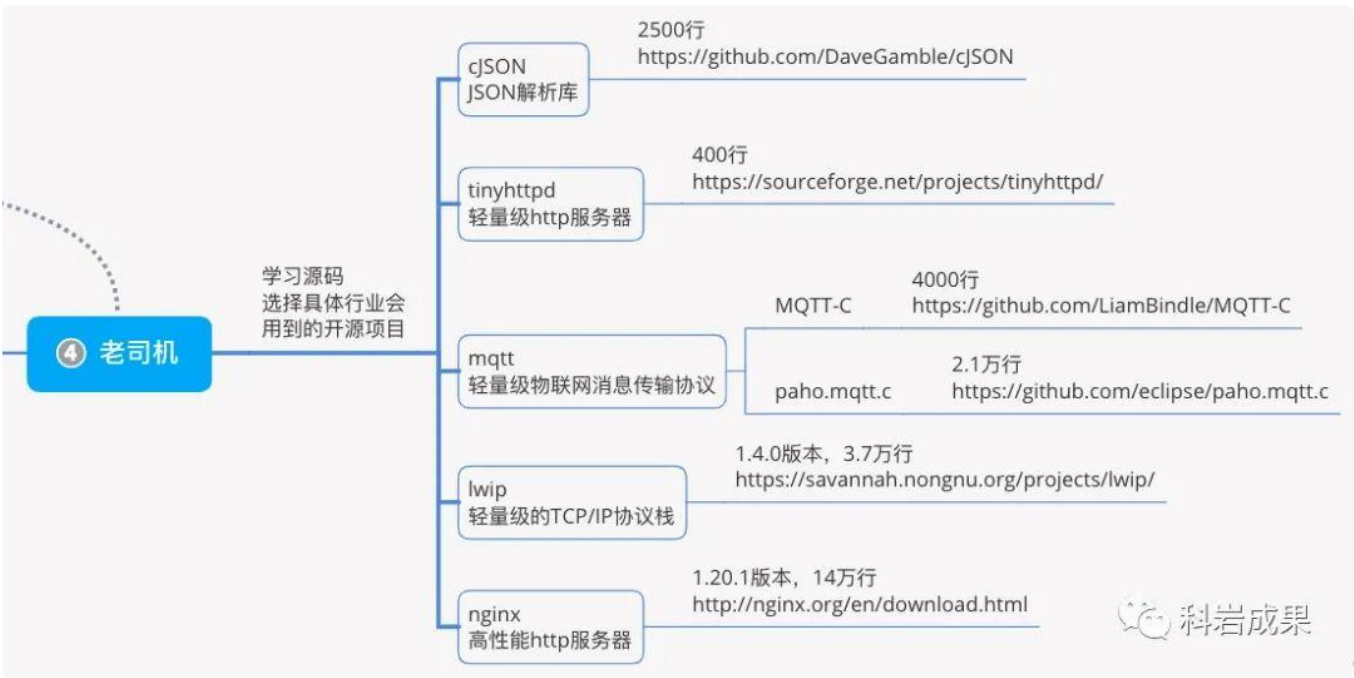 ④ 老司机
学习源码
选择具体行业会
用到的开源项目
cJSON
JSON解析库
2500行
https://github.com/DaveGamble/cJSON
tinyhttpd
轻量级http服务器
400行
https://sourceforge.net/projects/tinyhttpd/
mqtt
轻量级物联网消息传输协议
MQTT-C
4000行
https://github.com/LiamBindle/MQTT-C
paho.mqtt.c
2.1万行
https://github.com/eclipse/paho.mqtt.c
lwip
轻量级的TCP/IP协议栈
1.4.0版本，3.7万行
https://savannah.nongnu.org/projects/lwip/
nginx
高性能http服务器
1.20.1版本，14万行
http://nginx.org/en/download.html
科岩成果